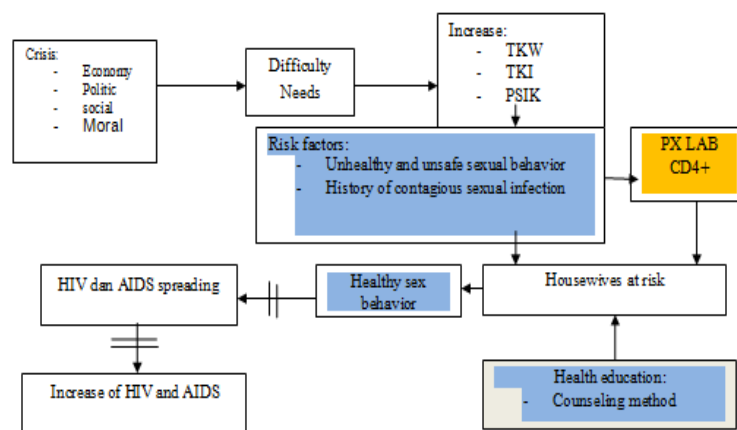 Crisis:
- Economy
- Politic
- social
- Moral
Difficulty
Needs
Increase:
- TKW
- TKI
- PSIK
Risk factors:
- Unhealthy and unsafe sexual behavior
- History of contagious sexual infection
PX LAB
CD4+
HIV dan AIDS spreading
Healthy sex
behavior
Housewives at risk
Increase of HIV and AIDS
Health education:
- Counseling method